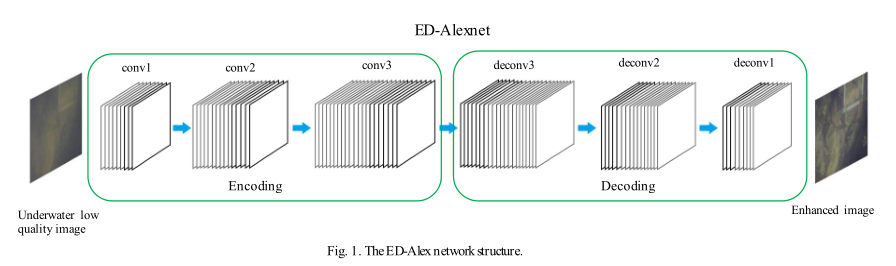 ED-Alexnet
conv1
conv2
conv3
deconv3
deconv2
deconv1
Encoding
Decoding
Underwater low
quality image
Enhanced image
Fig. 1. The ED-Alex network structure.